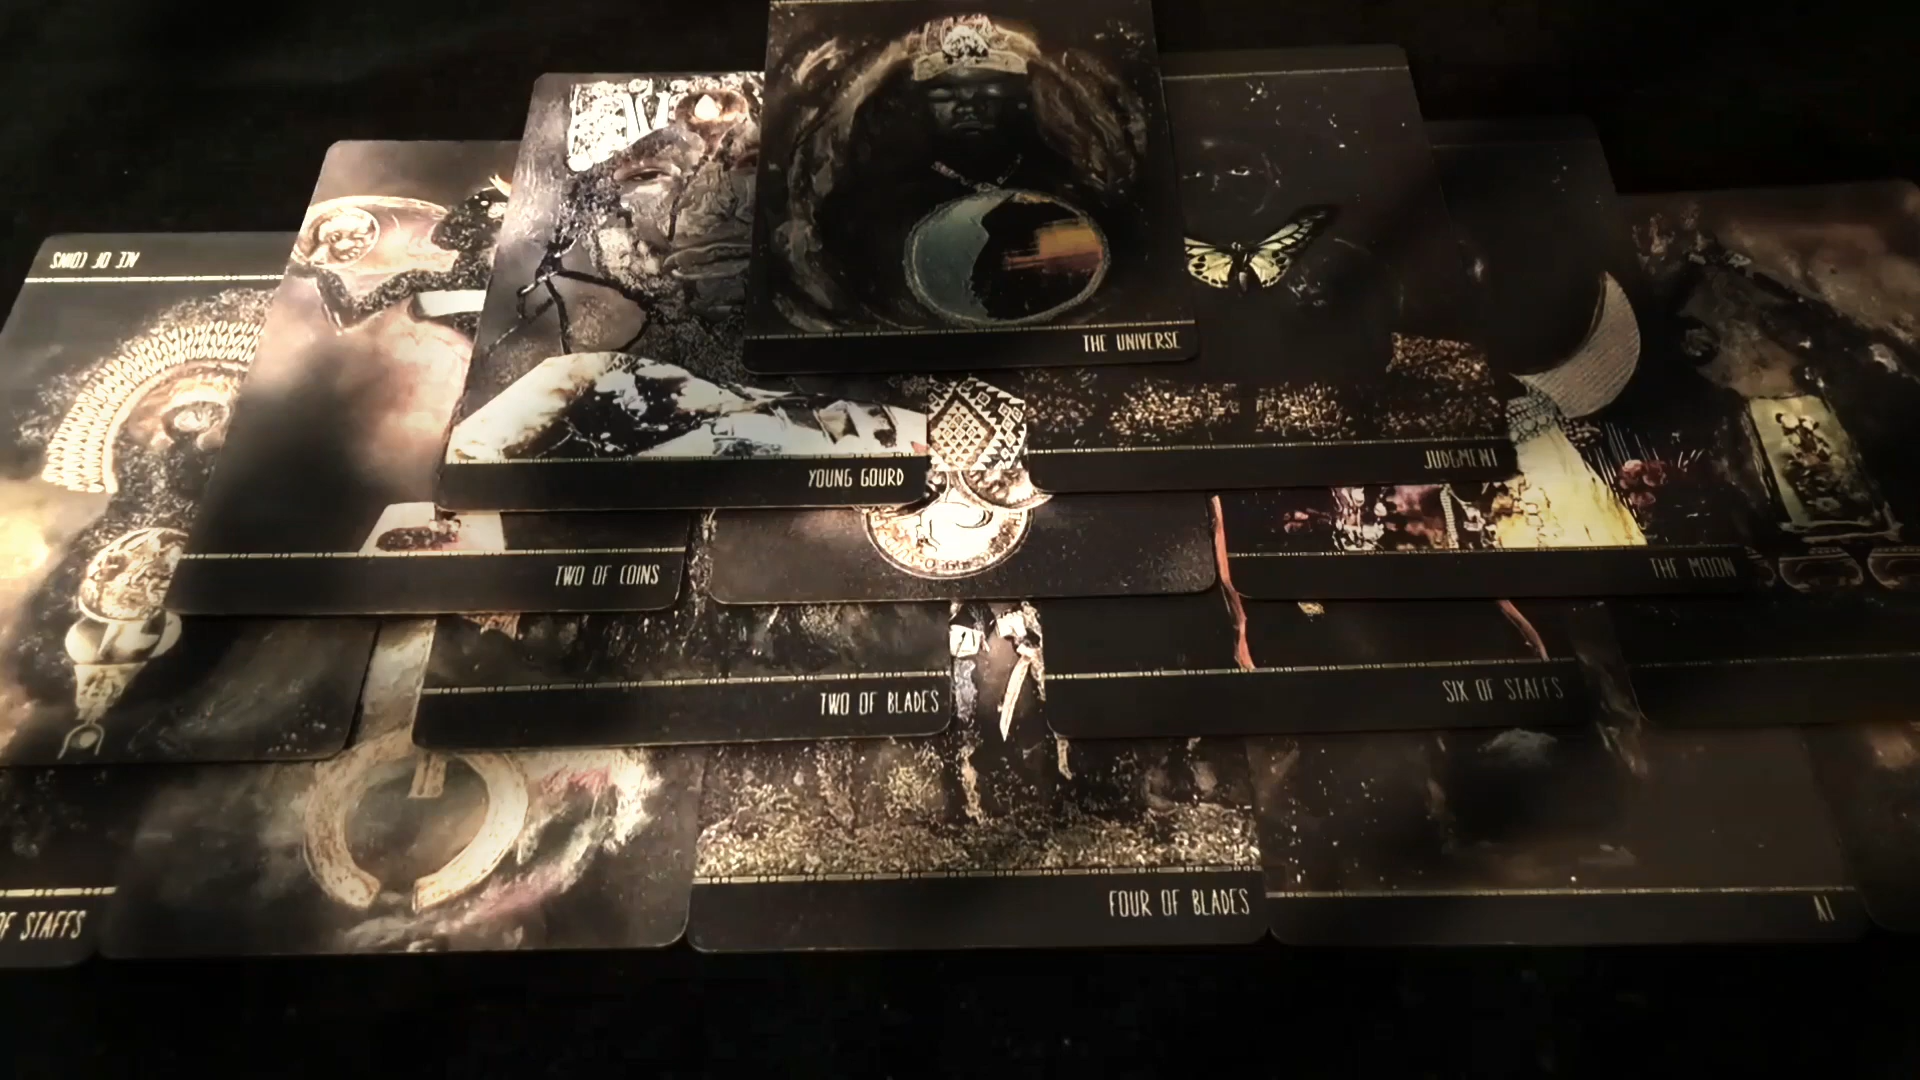 THE UNIVERSE
ACE OF COINS
YOUNG GOURD
JUDGMENT
TWO OF COINS
THE MOON
TWO OF BLADES
SIX OF STAFFS
OF STAFFS
FOUR OF BLADES